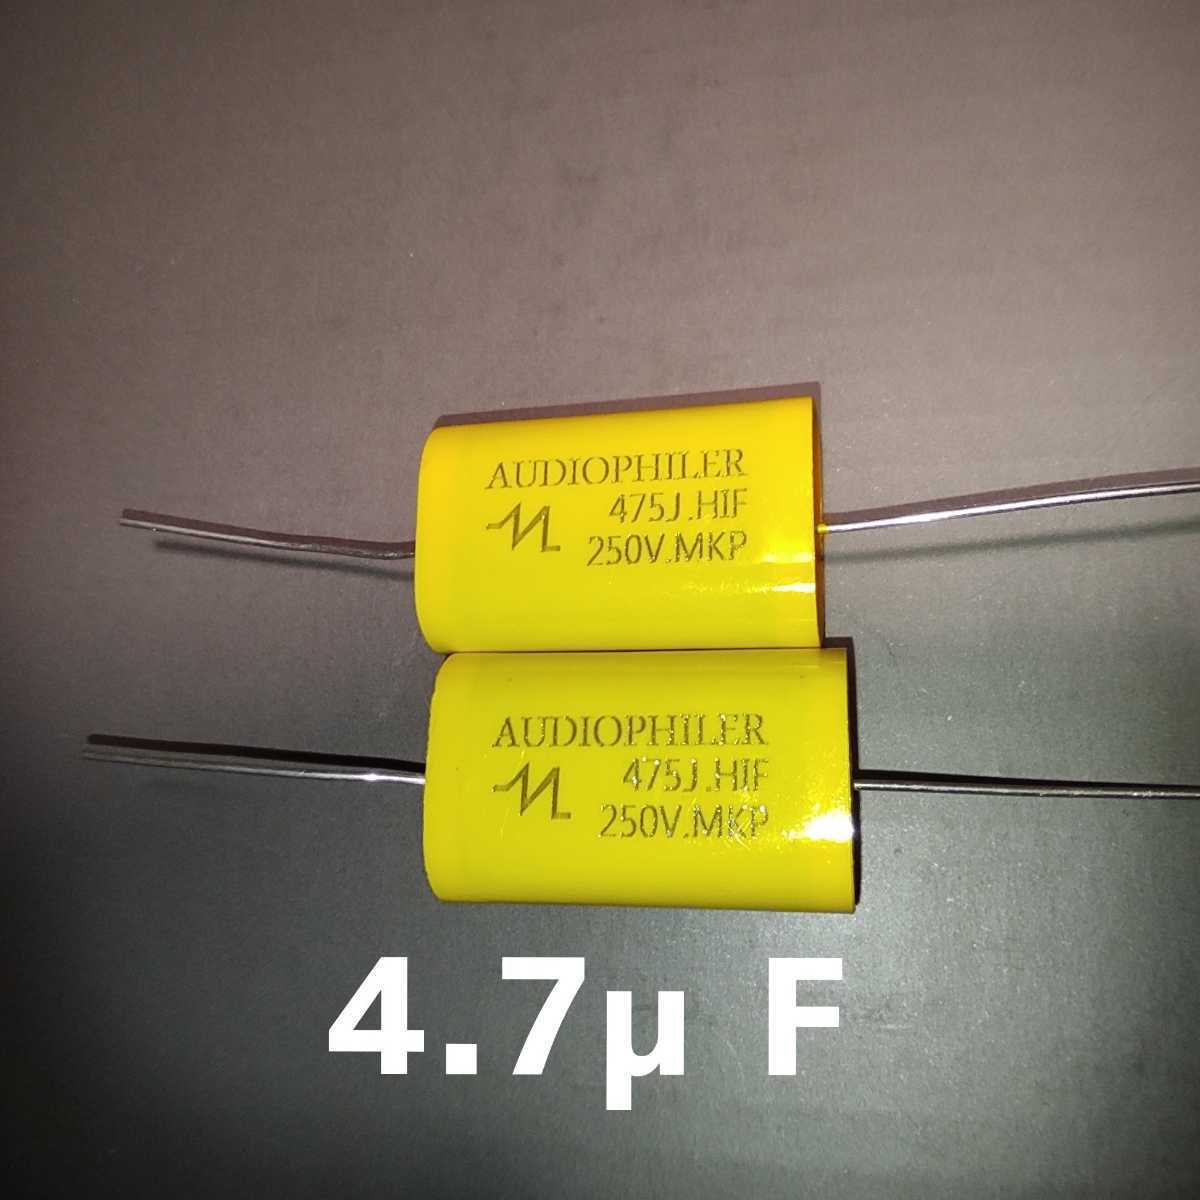 AUDIOPHILER
475J.HIF
250V.MKP
AUDIOPHILER
475J.HIF
250V.MKP
4.7μ F